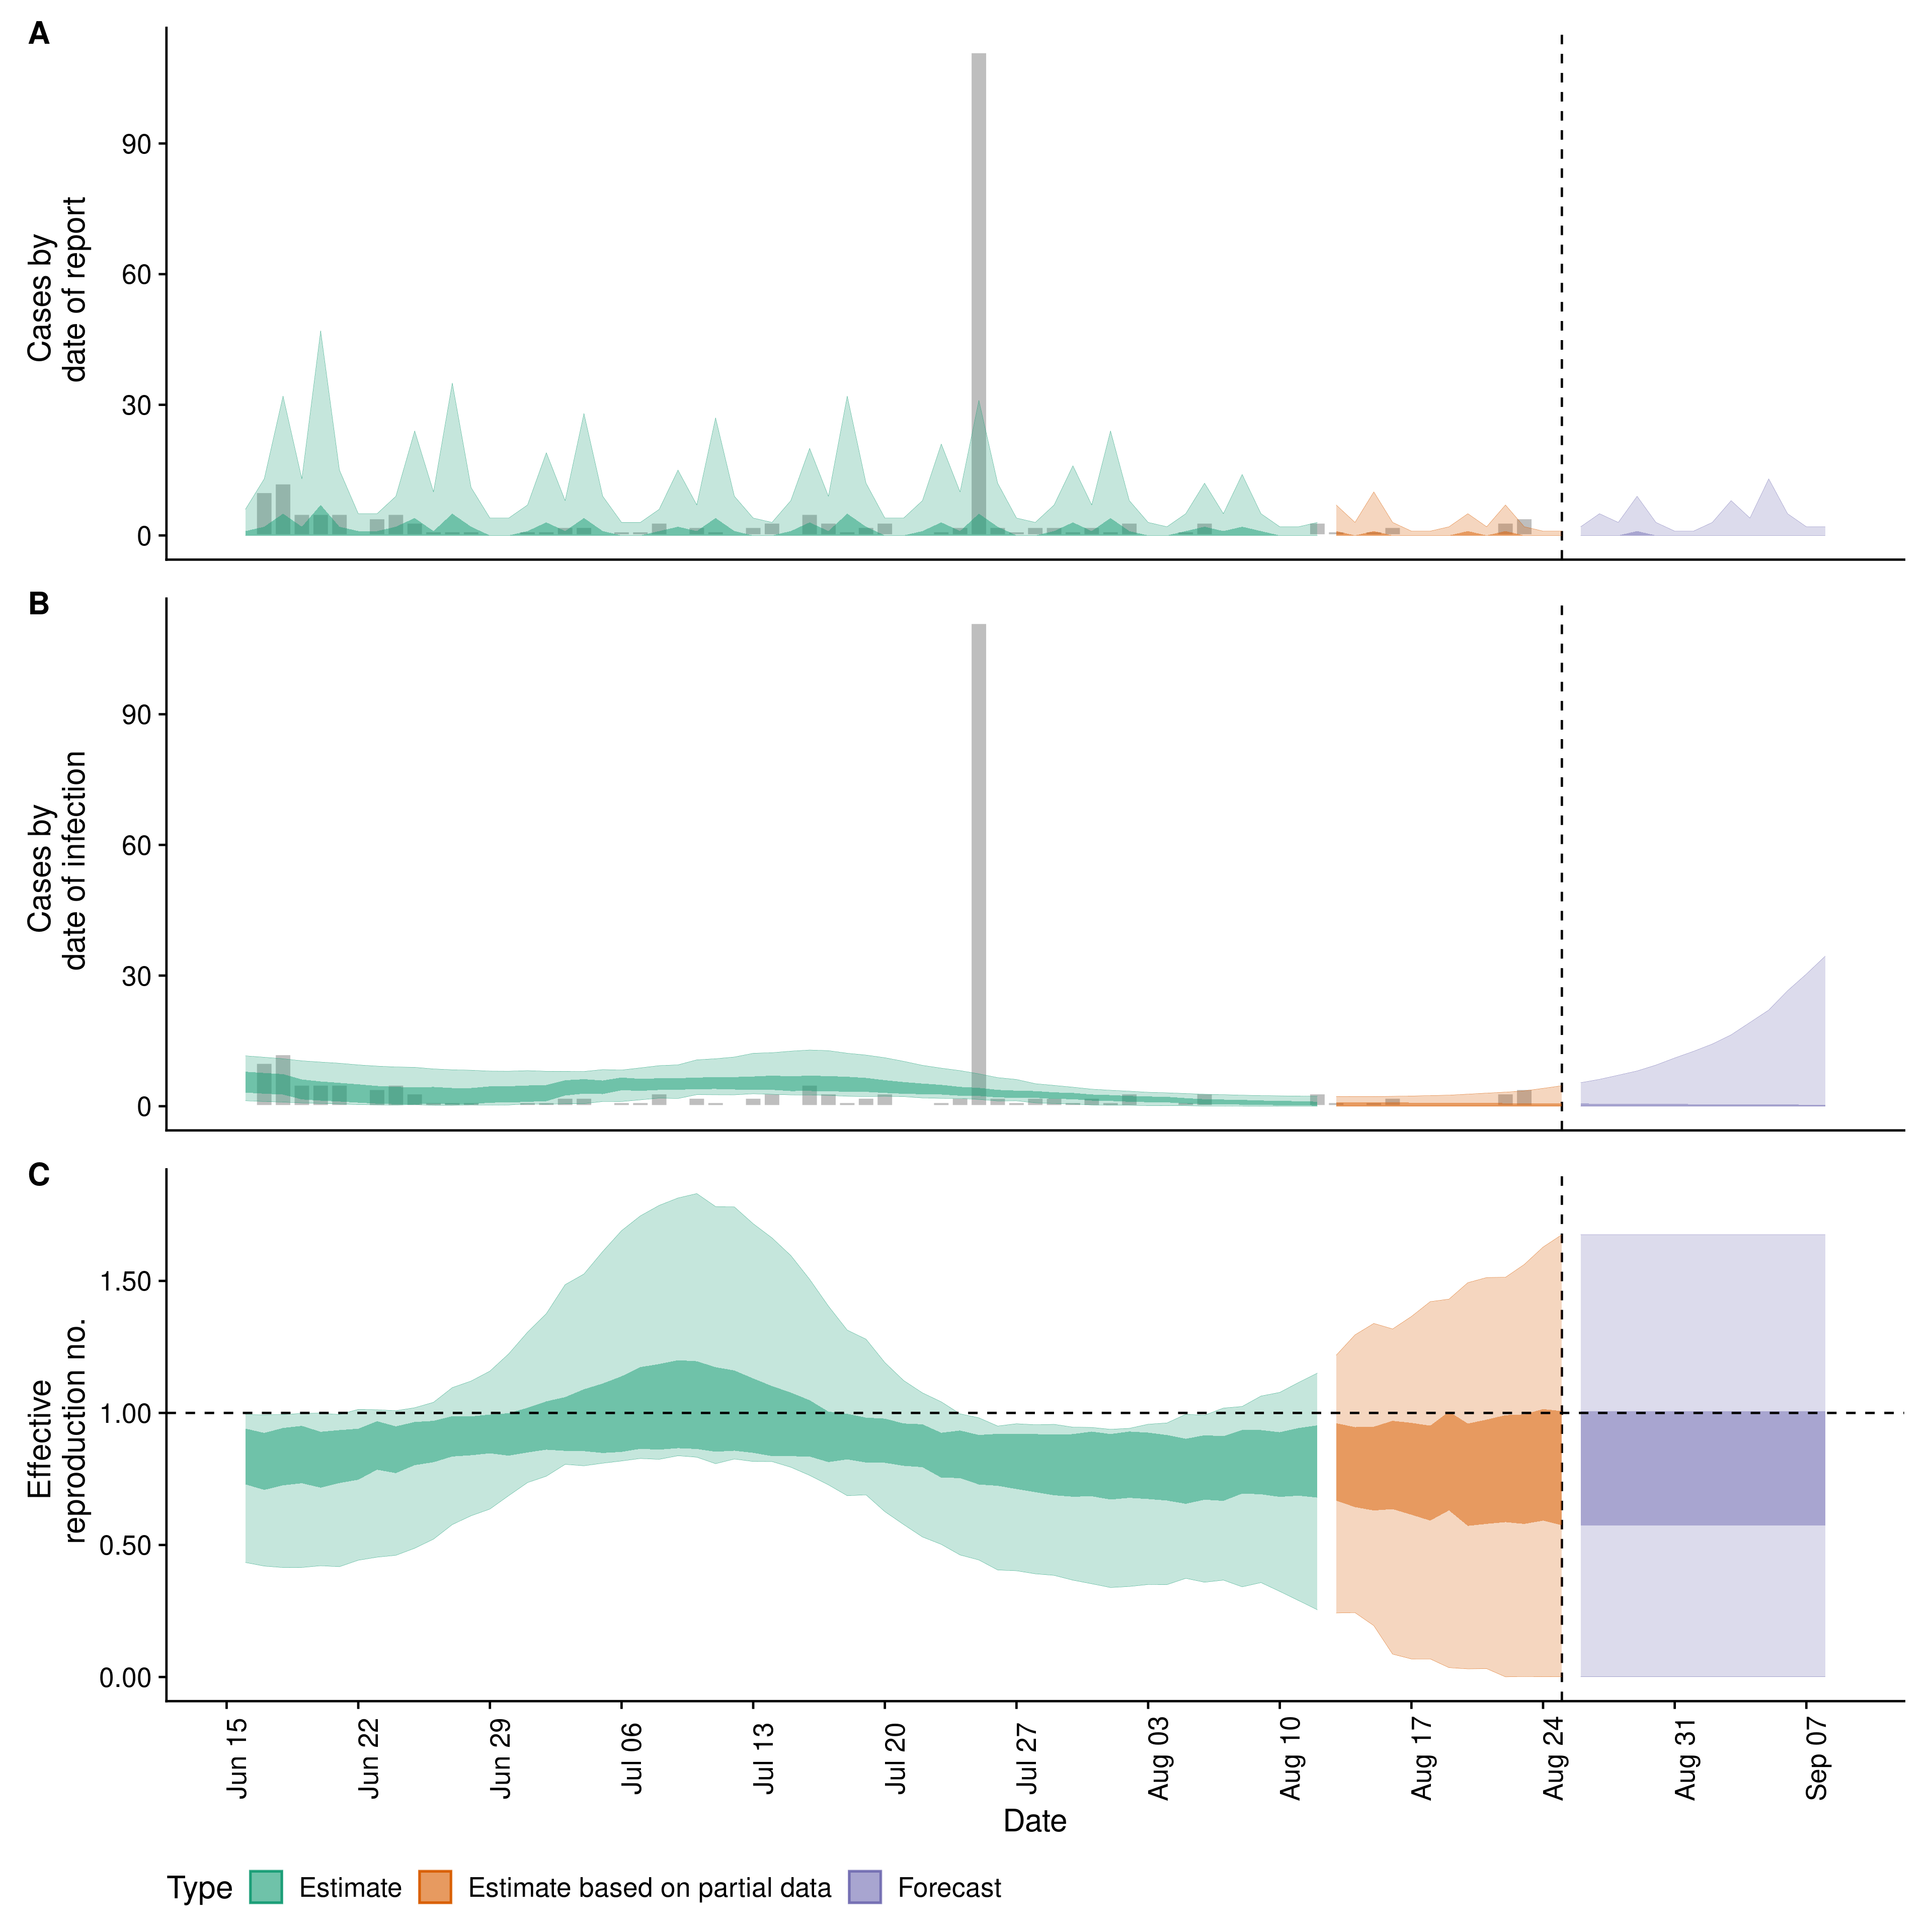 A
Cases by
date of report
90
60
30
0
B
Cases by
date of infection
90
60
30
0
C
Effective
reproduction no.
1.50
1.00
0.50
0.00
Jun 15
Jun 22
Jun 29
Jul 06
Jul 13
Jul 20
Jul 27
Aug 03
Aug 10
Aug 17
Aug 24
Aug 31
Sep 07
Date
Type Estimate Estimate based on partial data Forecast